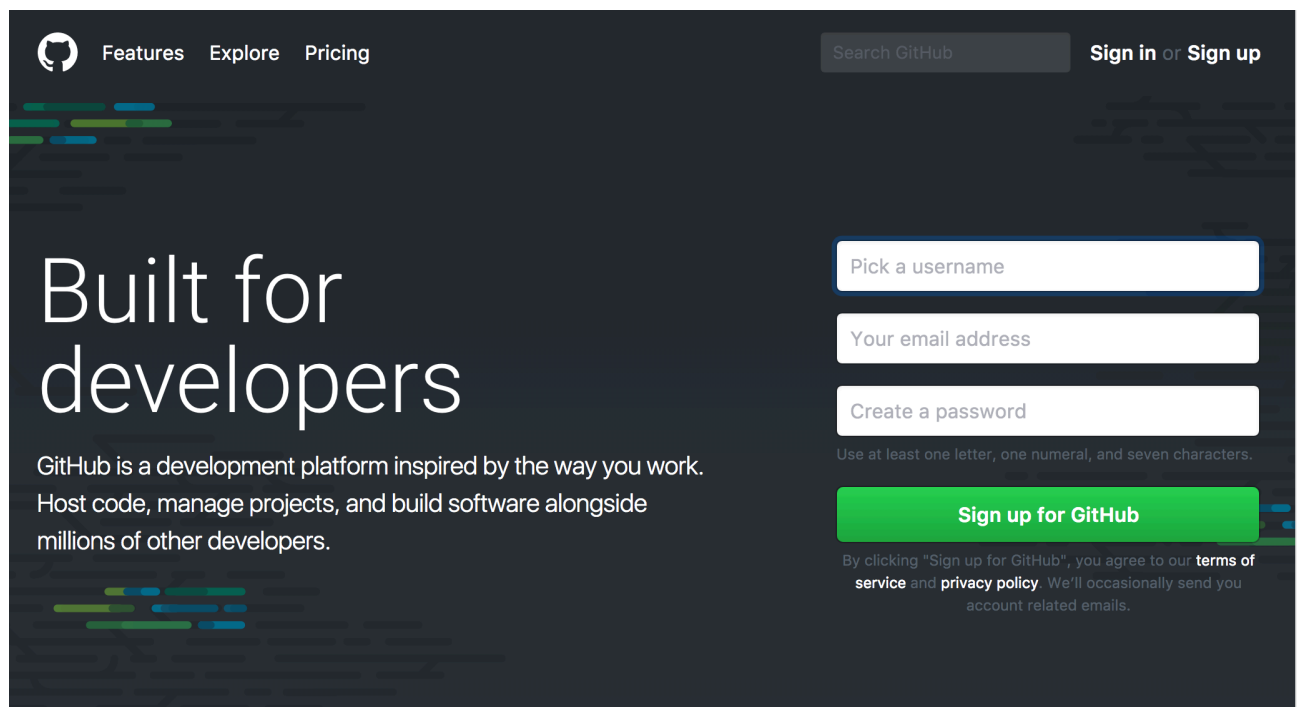 Features Explore Pricing Search GitHub Sign in or Sign up
Built for
developers
GitHub is a development platform inspired by the way you work.
Host code, manage projects, and build software alongside
millions of other developers.
Pick a username
Your email address
Create a password
Use at least one letter, one numeral, and seven characters.
Sign up for GitHub
By clicking "Sign up for GitHub", you agree to our terms of
service and privacy policy. We’ll occasionally send you
account related emails.